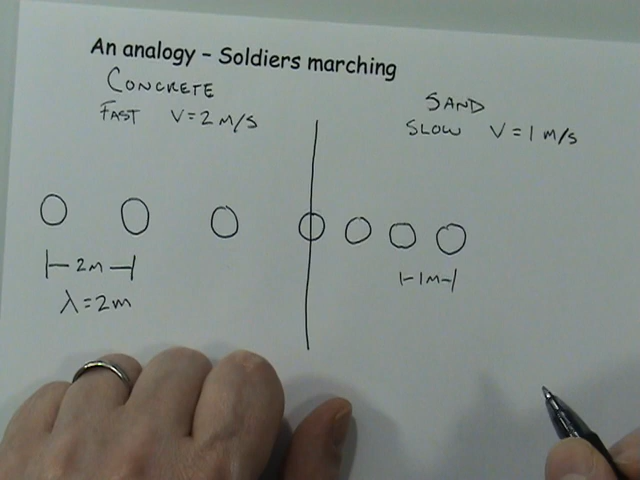 An analogy – Soldiers marching
CONCRETE
FAST V = 2 M/S
SAND
SLOW V = 1 M/S
2M
λ = 2M
1M